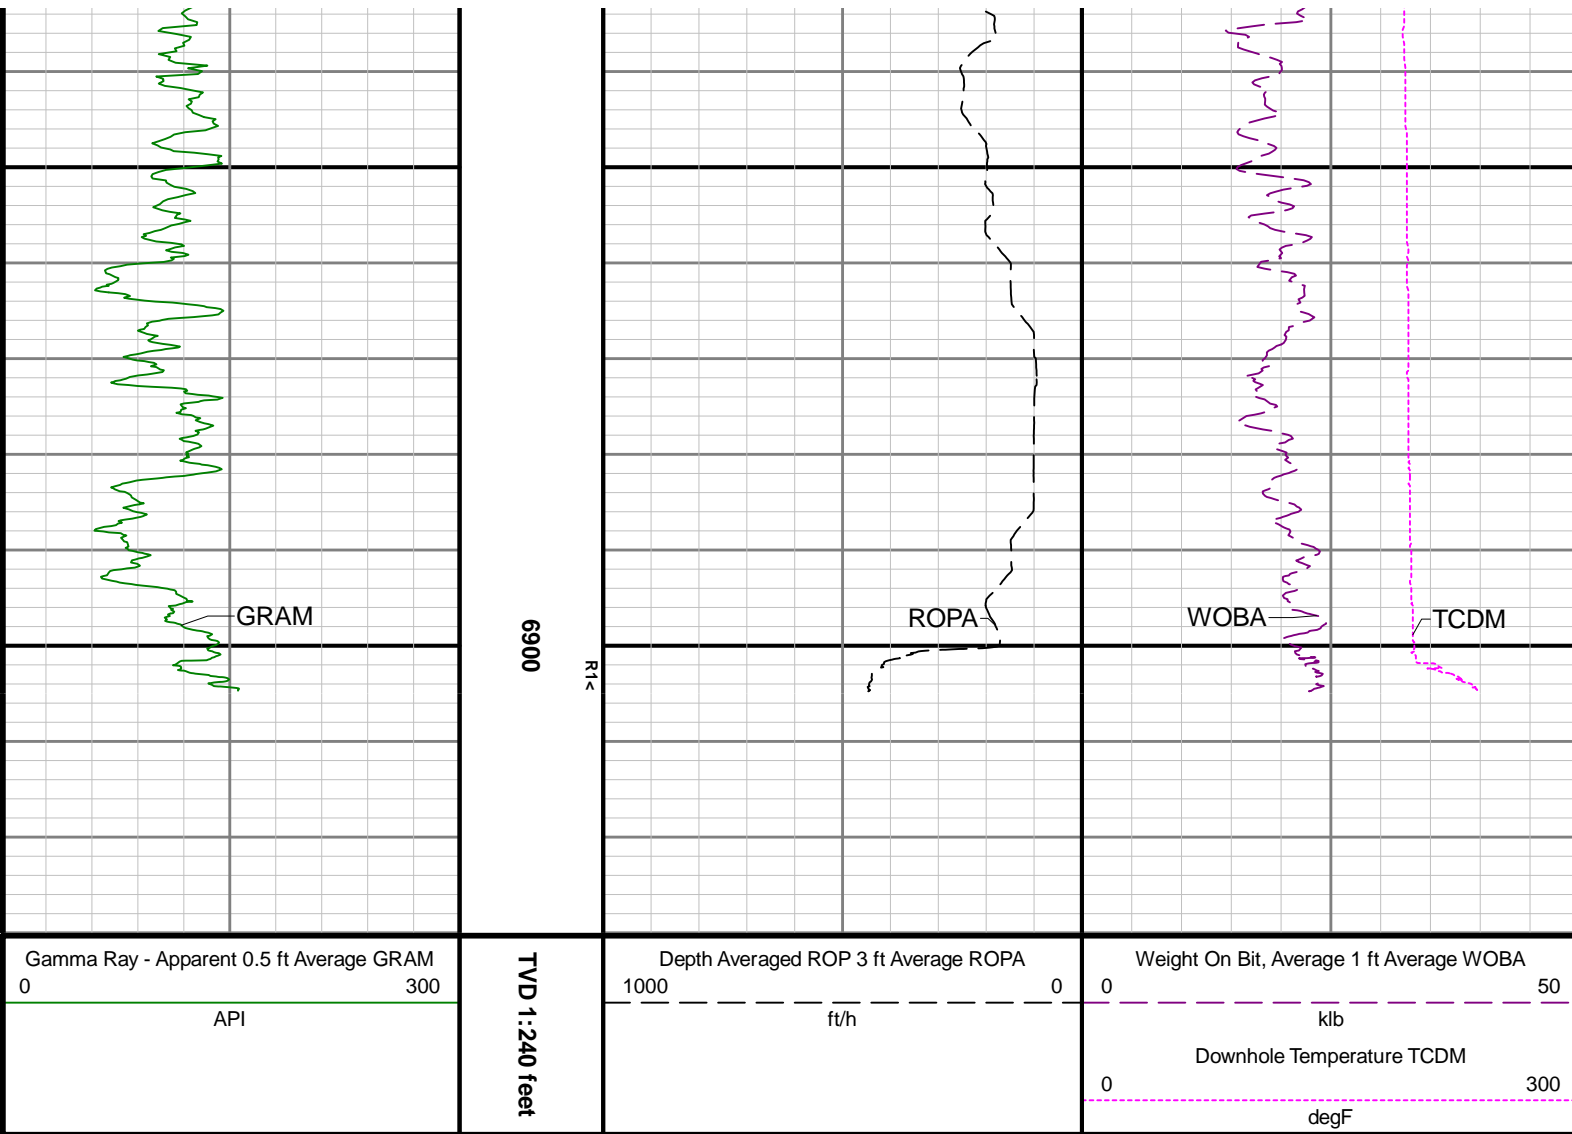 GRAM
6900
R1<
ROPA
WOBA
TCDM
Gamma Ray - Apparent 0.5 ft Average GRAM
0 300
API
TVD 1:240 feet
Depth Averaged ROP 3 ft Average ROPA
1000 0
ft/h
Weight On Bit, Average 1 ft Average WOBA
0 50
klb
Downhole Temperature TCDM
0 300
degF